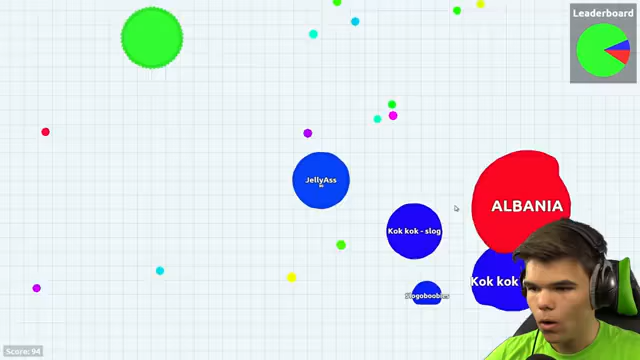 Leaderboard
JellyAss
ALBANIA
Kok kok - slog
Kok kok
Score: 94